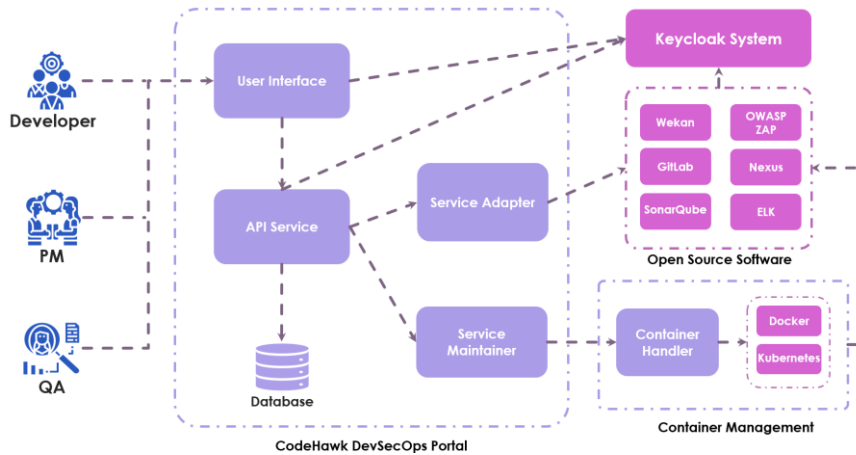 Developer
PM
QA
User Interface
API Service
Database
Service Adapter
Service
Maintainer
CodeHawk DevSecOps Portal
Keycloak System
Wekan
OWASP
ZAP
GitLab
Nexus
SonarQube
ELK
Open Source Software
Container
Handler
Docker
Kubernetes
Container Management